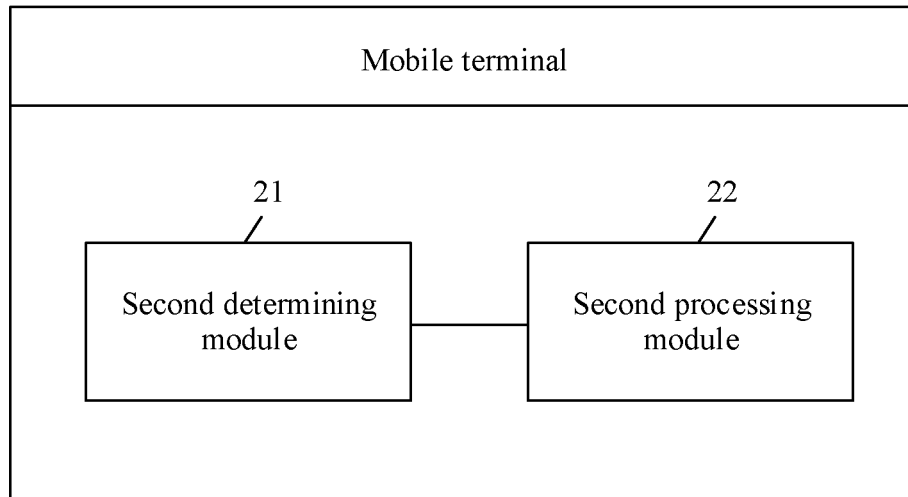 Mobile terminal
21
22
Second determining
module
Second processing
module